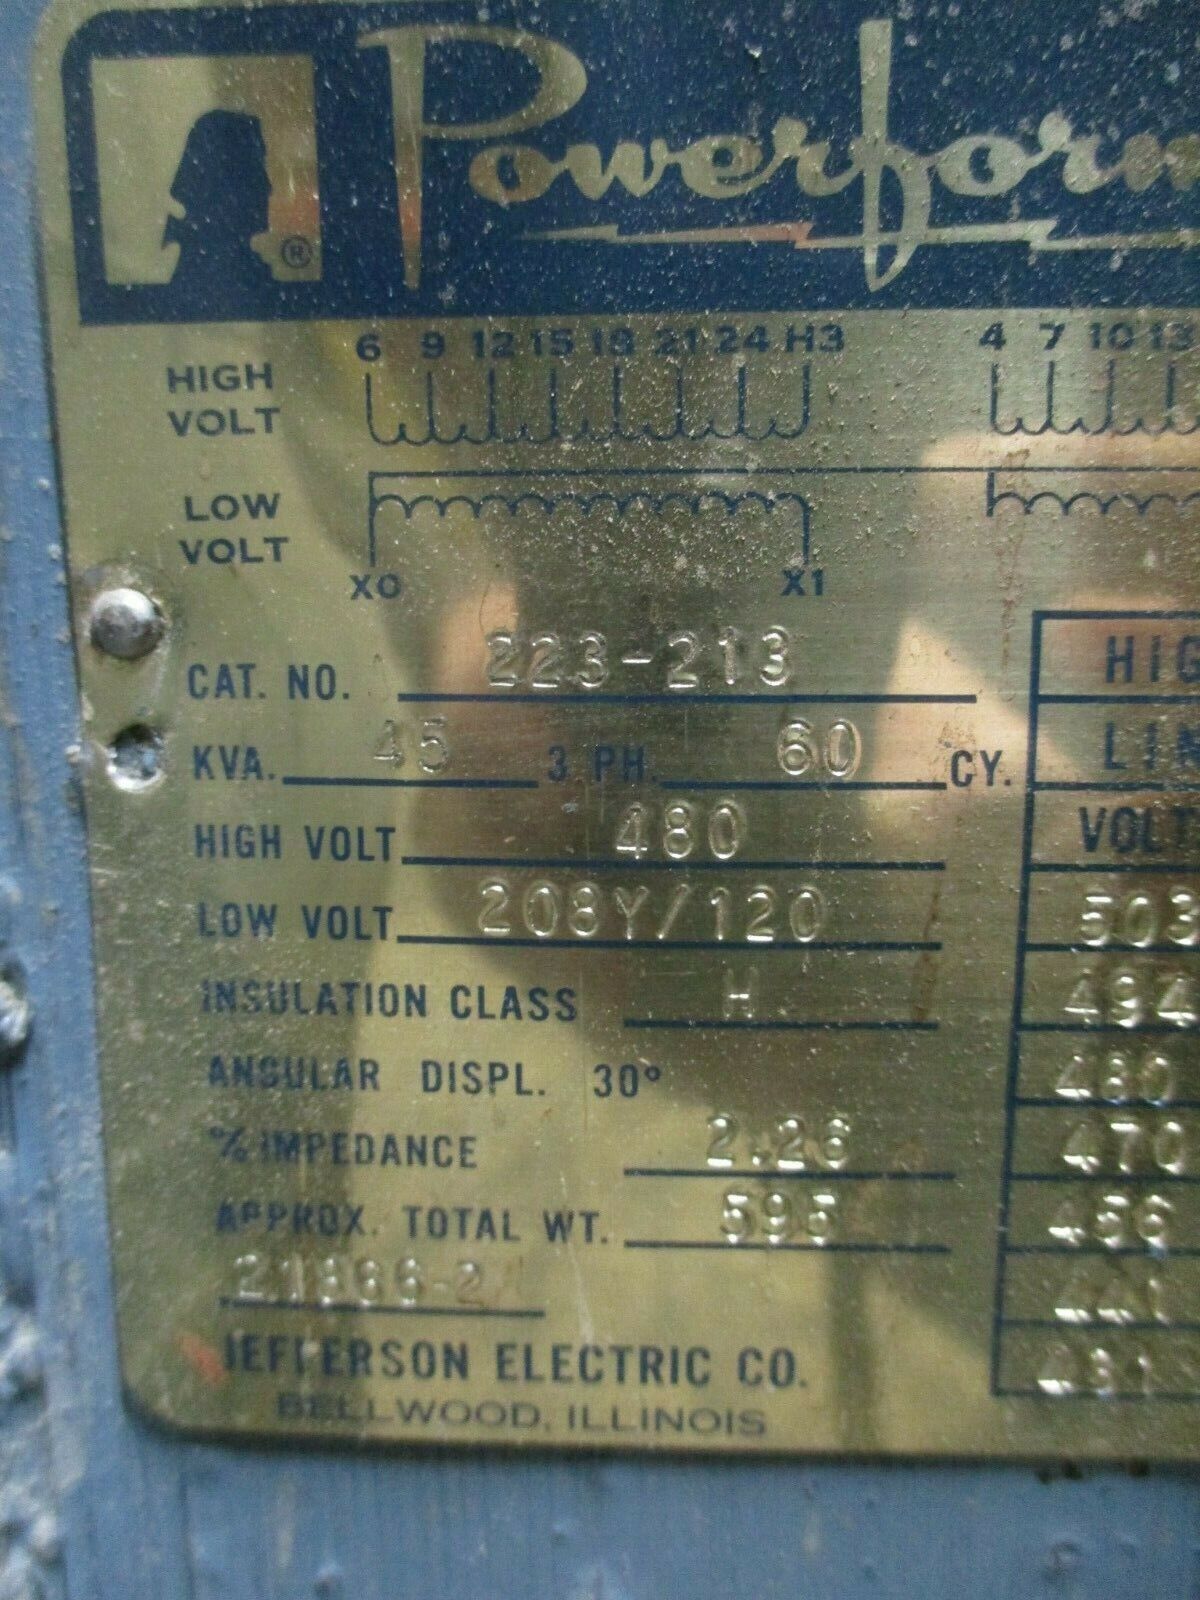 Powerform
®
6 9 12 15 18 21 24 H3 4 7 10 13
HIGH
VOLT
LOW
VOLT
X0 X1
CAT. NO. 223-213
KVA. 45 3 PH. 60 CY.
HIGH VOLT 480
LOW VOLT 208Y/120
INSULATION CLASS H
ANGULAR DISPL. 30°
% IMPEDANCE 2.26
APPROX. TOTAL WT. 595
JEFFERSON ELECTRIC CO.
BELLWOOD, ILLINOIS
HIG
LIN
VOLT
503
494
480
470
456
441
431